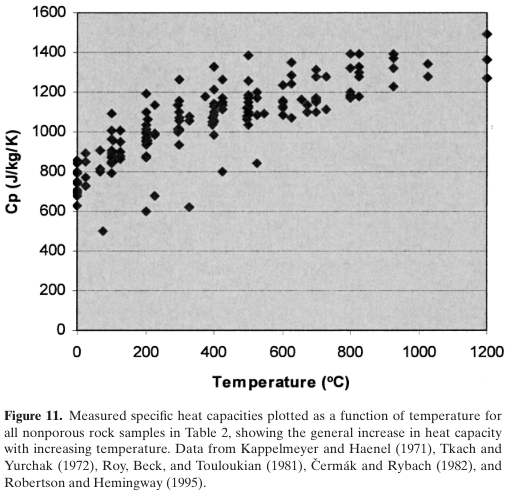 1600
1400
1200
1000
800
600
400
200
0
Cp (J/kg/K)
0 200 400 600 800 1000 1200
Temperature (ºC)
Figure 11. Measured specific heat capacities plotted as a function of temperature for
all nonporous rock samples in Table 2, showing the general increase in heat capacity
with increasing temperature. Data from Kappelmeyer and Haenel (1971), Tkach and
Yurchak (1972), Roy, Beck, and Touloukian (1981), Čermák and Rybach (1982), and
Robertson and Hemingway (1995).